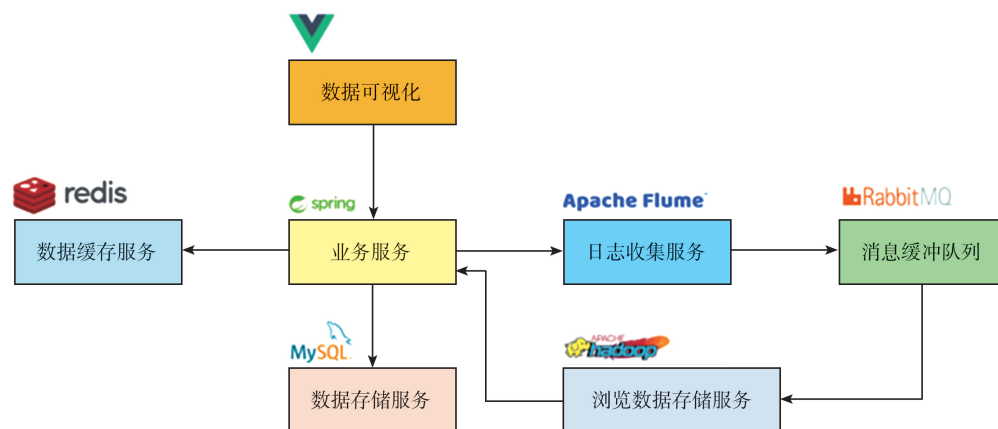 数据可视化
redis
spring
Apache Flume
RabbitMQ
数据缓存服务
业务服务
日志收集服务
消息缓冲队列
MySQL
APACHE
hadoop
数据存储服务
浏览数据存储服务